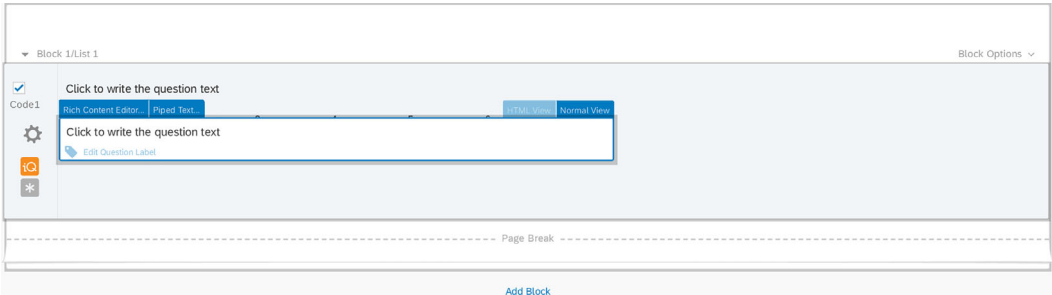 Block 1/List 1
Block Options
Click to write the question text
Code1
Rich Content Editor... Piped Text...
HTML View Normal View
Click to write the question text
Edit Question Label
iQ
Page Break
Add Block